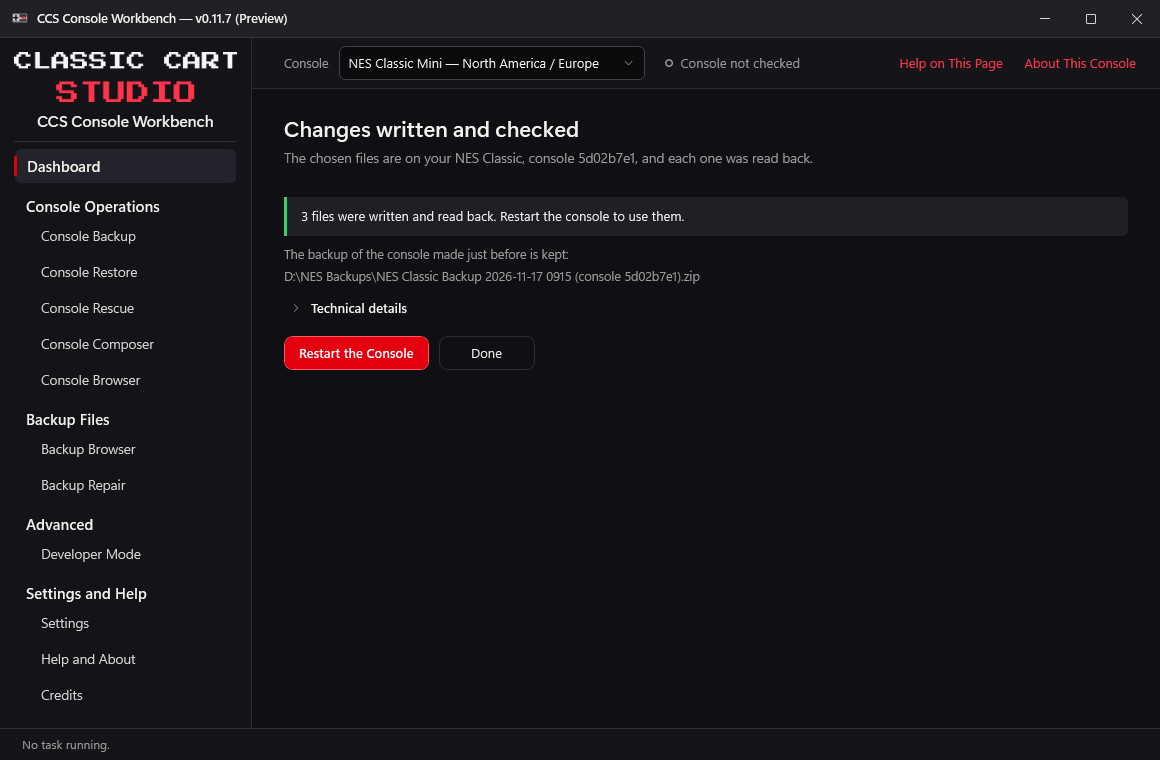 CCS Console Workbench — v0.11.7 (Preview)
CLASSIC CART
STUDIO
CCS Console Workbench
Dashboard
Console Operations
Console Backup
Console Restore
Console Rescue
Console Composer
Console Browser
Backup Files
Backup Browser
Backup Repair
Advanced
Developer Mode
Settings and Help
Settings
Help and About
Credits
Console
NES Classic Mini — North America / Europe
Console not checked
Help on This Page
About This Console
Changes written and checked
The chosen files are on your NES Classic, console 5d02b7e1, and each one was read back.
3 files were written and read back. Restart the console to use them.
The backup of the console made just before is kept:
D:\NES Backups\NES Classic Backup 2026-11-17 0915 (console 5d02b7e1).zip
Technical details
Restart the Console
Done
No task running.